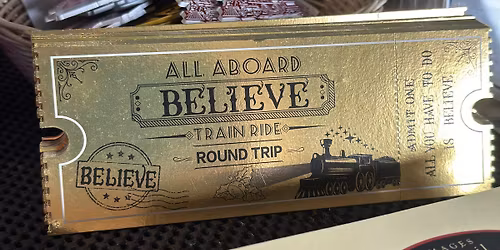 ALL ABOARD
BELIEVE
TRAIN RIDE
ROUND TRIP
BELIEVE
ADMIT ONE
ALL YOU HAVE TO DO
IS BELIEVE